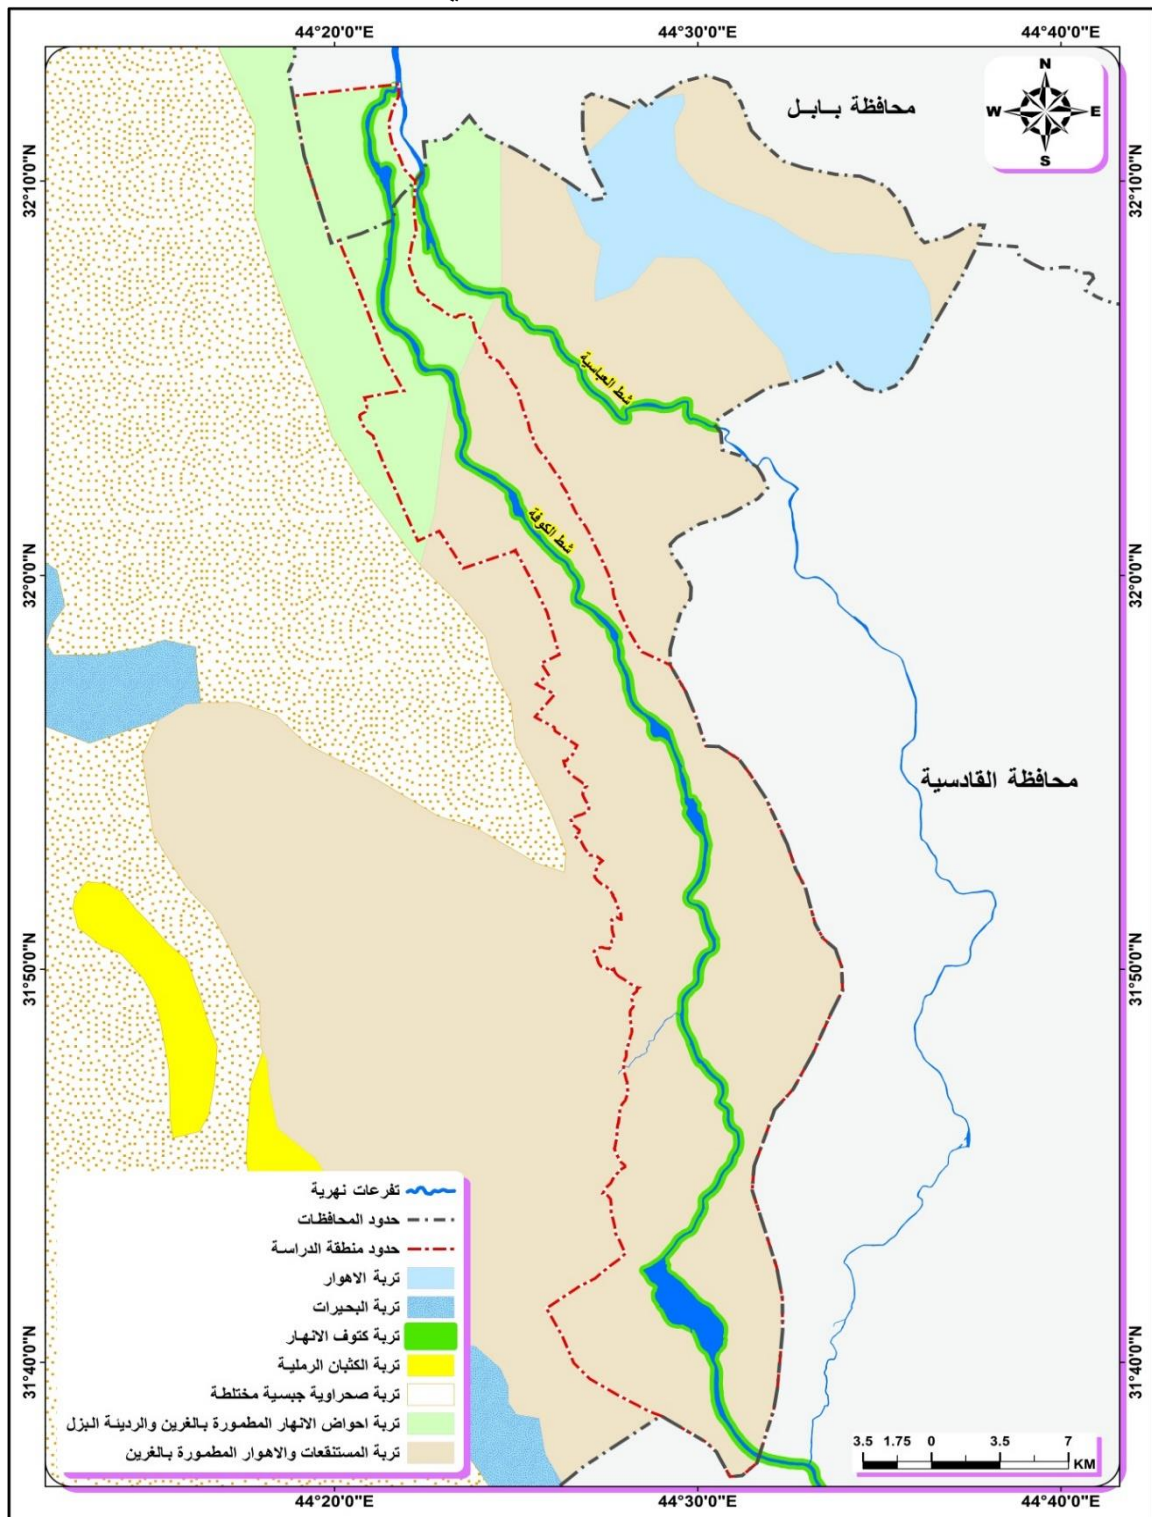 44°20'0"E 44°30'0"E 44°40'0"E
N
W E
S
محافظة بابل
32°10'0"N 32°10'0"N
شط العباسية
شط الكوفة
32°0'0"N 32°0'0"N
محافظة القادسية
31°50'0"N 31°50'0"N
تفرعات نهرية
حدود المحافظات
حدود منطقة الدراسة
تربة الاهوار
تربة البحيرات
تربة كتوف الانهار
تربة الكثبان الرملية
تربة صحراوية جبسية مختلطة
تربة احواض الانهار المطمورة بالغرين والرديئة البزل
تربة المستنقعات والاهوار المطمورة بالغرين
31°40'0"N 31°40'0"N
3.5 1.75 0 3.5 7
KM
44°20'0"E 44°30'0"E 44°40'0"E